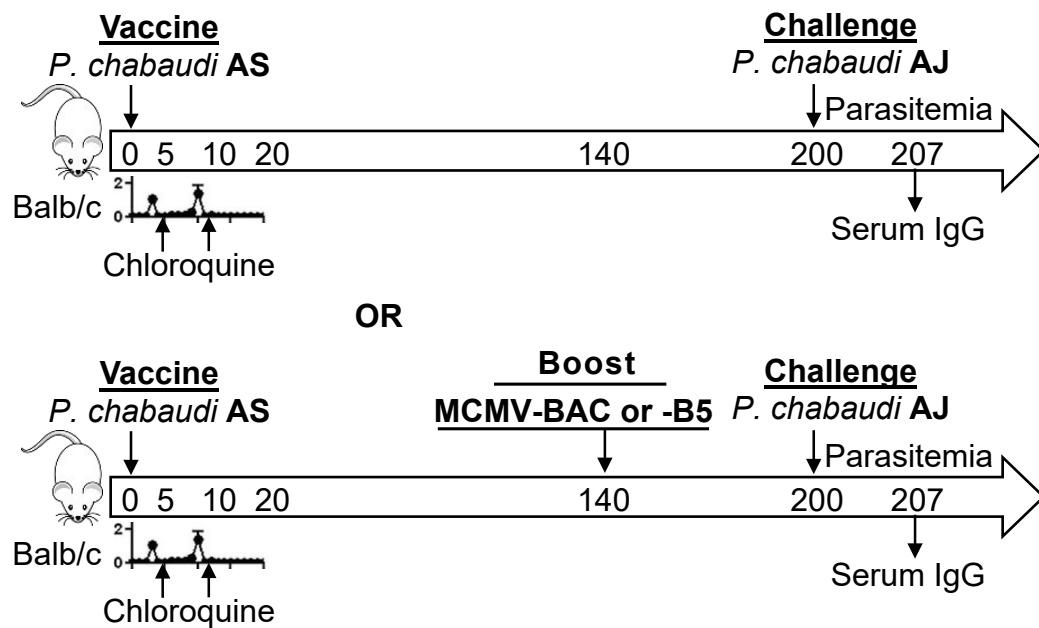 Vaccine
P. chabaudi AS
Challenge
P. chabaudi AJ
Parasitemia
0 5 10 20 140 200 207
2
0
Balb/c
Chloroquine
Serum IgG
OR
Boost
MCMV-BAC or -B5
Vaccine
P. chabaudi AS
Challenge
P. chabaudi AJ
Parasitemia
0 5 10 20 140 200 207
2
0
Balb/c
Chloroquine
Serum IgG